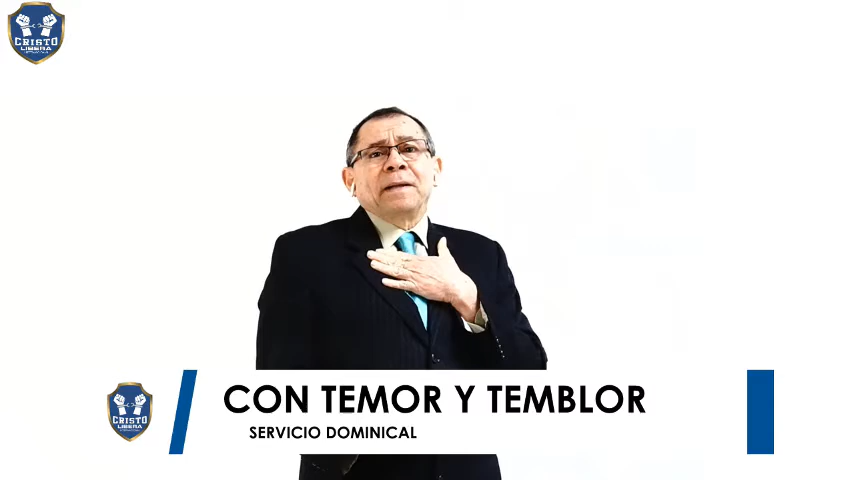 CRISTO
LIBERA
CON TEMOR Y TEMBLOR
SERVICIO DOMINICAL
CRISTO
LIBERA